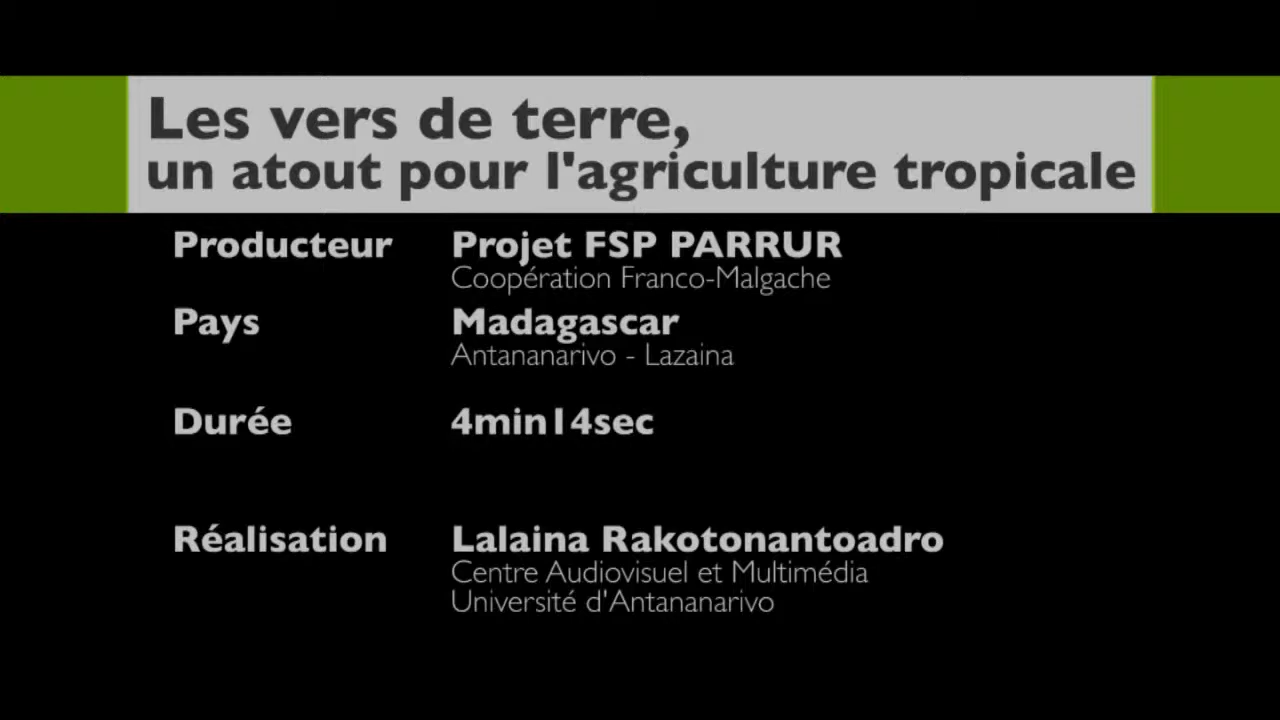 Les vers de terre,
un atout pour l'agriculture tropicale
Producteur Projet FSP PARRUR
Coopération Franco-Malgache
Pays Madagascar
Antananarivo - Lazaina
Durée 4min14sec
Réalisation Lalaina Rakotonantoadro
Centre Audiovisuel et Multimédia
Université d'Antananarivo